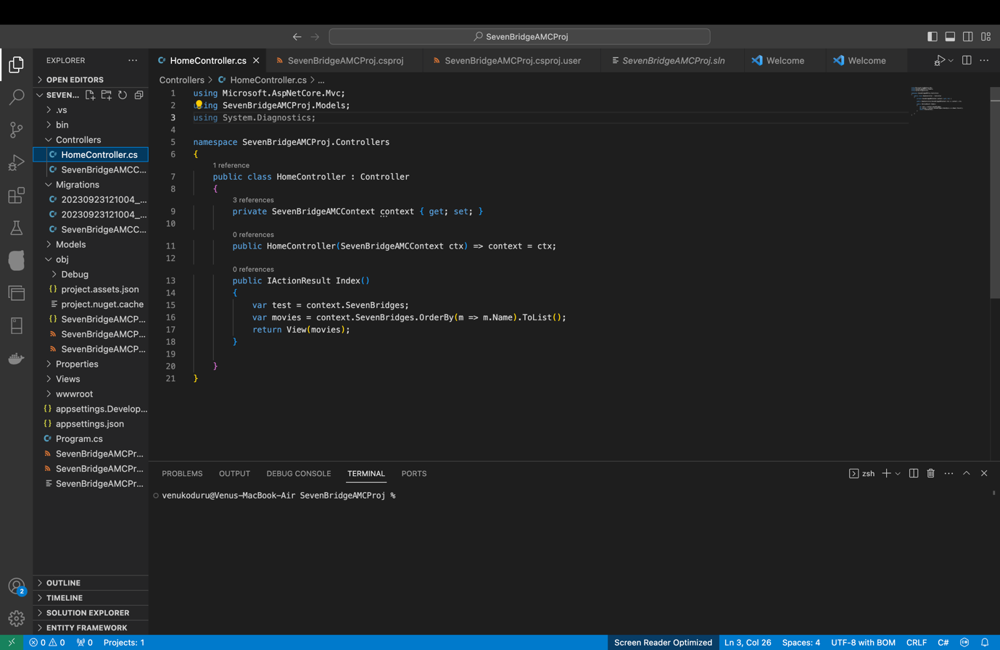 SevenBridgeAMCProj
EXPLORER
OPEN EDITORS
SEVEN...
.vs
bin
Controllers
HomeController.cs
SevenBridgeAMCC...
Migrations
20230923121004_...
20230923121004_...
SevenBridgeAMCC...
Models
obj
Debug
project.assets.json
project.nuget.cache
SevenBridgeAMCP...
SevenBridgeAMCP...
SevenBridgeAMCP...
Properties
Views
wwwroot
appsettings.Develop...
appsettings.json
Program.cs
SevenBridgeAMCPr...
SevenBridgeAMCPr...
SevenBridgeAMCPr...
OUTLINE
TIMELINE
SOLUTION EXPLORER
ENTITY FRAMEWORK
2
HomeController.cs SevenBridgeAMCProj.csproj SevenBridgeAMCProj.csproj.user SevenBridgeAMCProj.sln Welcome Welcome
Controllers > HomeController.cs > ...
1 using Microsoft.AspNetCore.Mvc;
2 using SevenBridgeAMCProj.Models;
3 using System.Diagnostics;
4
5 namespace SevenBridgeAMCProj.Controllers
6 {
1 reference
7 public class HomeController : Controller
8 {
3 references
9 private SevenBridgeAMCContext context { get; set; }
10
0 references
11 public HomeController(SevenBridgeAMCContext ctx) => context = ctx;
12
0 references
13 public IActionResult Index()
14 {
15 var test = context.SevenBridges;
16 var movies = context.SevenBridges.OrderBy(m => m.Name).ToList();
17 return View(movies);
18 }
19
20 }
21 }
PROBLEMS OUTPUT DEBUG CONSOLE TERMINAL PORTS zsh
venukoduru@Venus-MacBook-Air SevenBridgeAMCProj %
0 0 0 Projects: 1 Screen Reader Optimized Ln 3, Col 26 Spaces: 4 UTF-8 with BOM CRLF C#